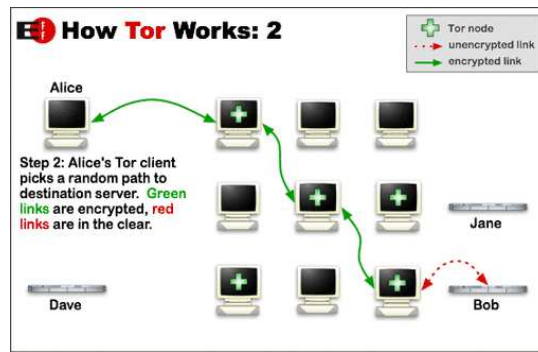 EFF How Tor Works: 2
Tor node
unencrypted link
encrypted link
Alice
Step 2: Alice's Tor client
picks a random path to
destination server. Green
links are encrypted, red
links are in the clear.
Jane
Dave
Bob